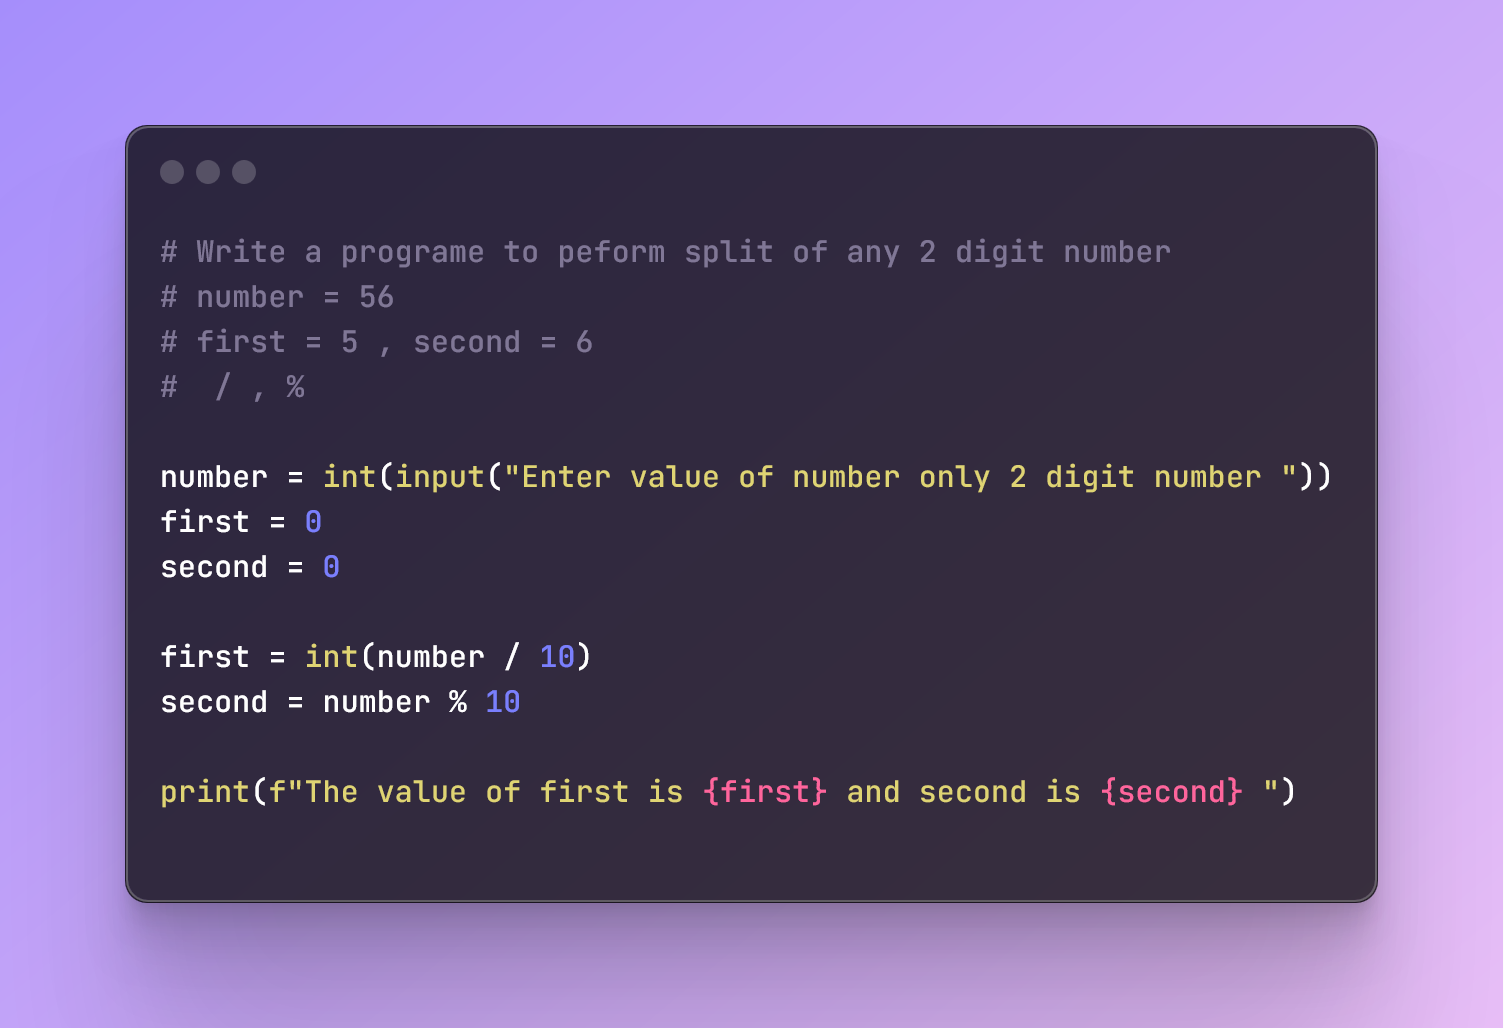 # Write a programe to peform split of any 2 digit number
# number = 56
# first = 5 , second = 6
#  / , %
number = int(input("Enter value of number only 2 digit number "))
first = 0
second = 0
first = int(number / 10)
second = number % 10
print(f"The value of first is {first} and second is {second} ")